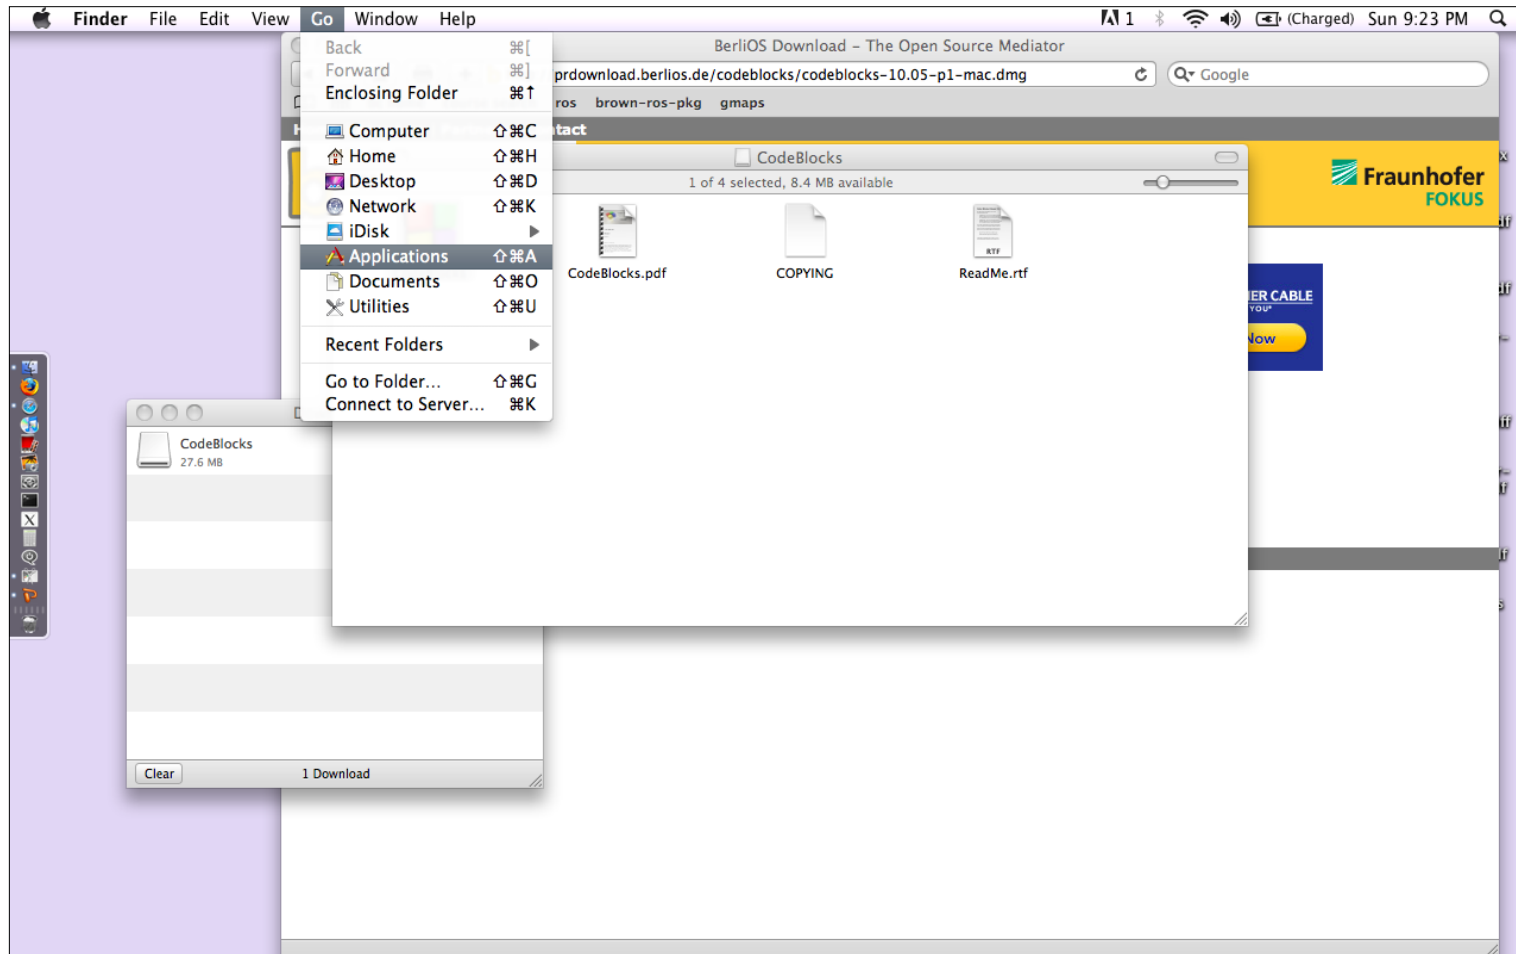 Finder File Edit View Go Window Help
1 (Charged) Sun 9:23 PM
Back ⌘[
Forward ⌘]
Enclosing Folder ⌘↑
Computer ⇧⌘C
Home ⇧⌘H
Desktop ⇧⌘D
Network ⇧⌘K
iDisk ▶
Applications ⇧⌘A
Documents ⇧⌘O
Utilities ⇧⌘U
Recent Folders ▶
Go to Folder... ⇧⌘G
Connect to Server... ⌘K
BerliOS Download – The Open Source Mediator
prdownload.berlios.de/codeblocks/codeblocks-10.05-p1-mac.dmg
Google
ros brown-ros-pkg gmaps
ntact
Fraunhofer
FOKUS
CodeBlocks
1 of 4 selected, 8.4 MB available
RTF
CodeBlocks.pdf COPYING ReadMe.rtf
ER CABLE
YOU
Now
CodeBlocks
27.6 MB
Clear 1 Download